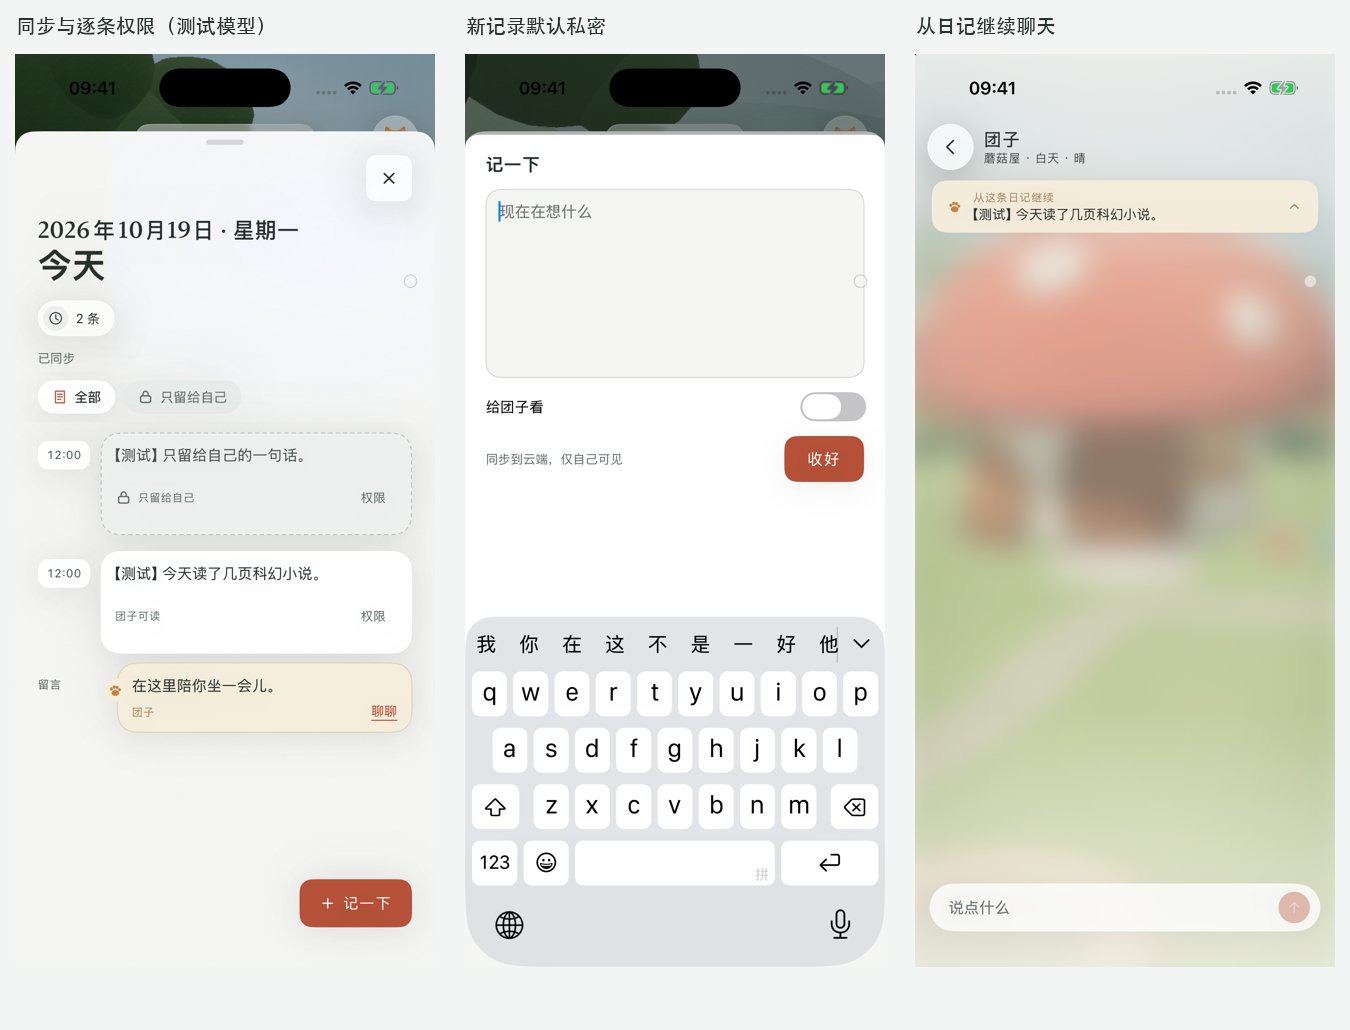 同步与逐条权限（测试模型）
09:41
2026年10月19日 · 星期一
今天
2 条
已同步
全部
只留给自己
12:00
【测试】只留给自己的一句话。
只留给自己
权限
12:00
【测试】今天读了几页科幻小说。
团子可读
权限
留言
在这里陪你坐一会儿。
团子
聊聊
+ 记一下
新记录默认私密
09:41
记一下
现在在想什么
给团子看
同步到云端，仅自己可见
收好
我 你 在 这 不 是 一 好 他
q w e r t y u i o p
a s d f g h j k l
z x c v b n m
123
拼
从日记继续聊天
09:41
团子
蘑菇屋 · 白天 · 晴
从这条日记继续
【测试】今天读了几页科幻小说。
说点什么